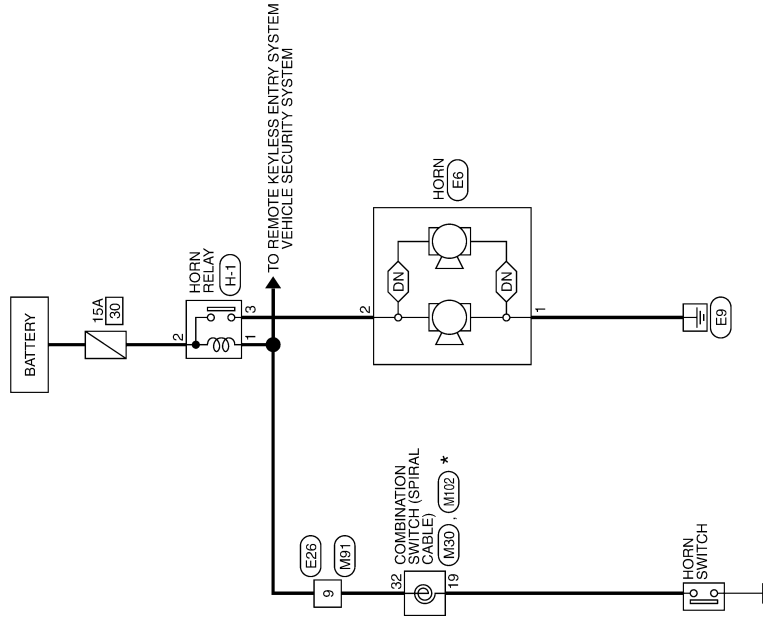 BATTERY
15A
30
2
HORN
RELAY
H-1
1
3
TO REMOTE KEYLESS ENTRY SYSTEM
VEHICLE SECURITY SYSTEM
HORN
E6
2
DN
DN
1
E9
E26
M91
9
COMBINATION
SWITCH (SPIRAL
CABLE)
M30 , M102 *
32
19
HORN
SWITCH